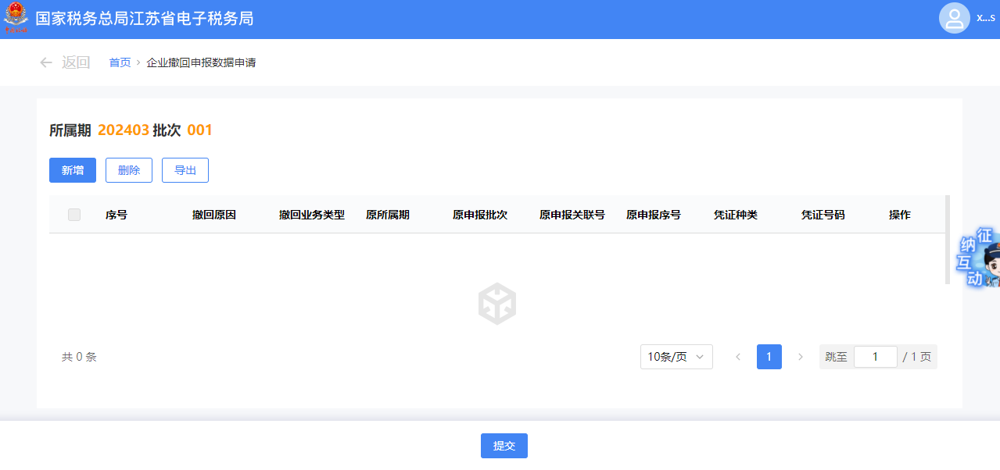 国家税务总局江苏省电子税务局
x...s
返回 首页 > 企业撤回申报数据申请
所属期 202403 批次 001
新增 删除 导出
序号 撤回原因 撤回业务类型 原所属期 原申报批次 原申报关联号 原申报序号 凭证种类 凭证号码 操作
征纳互动
共 0 条 10条/页 < 1 > 跳至 1 / 1 页
提交